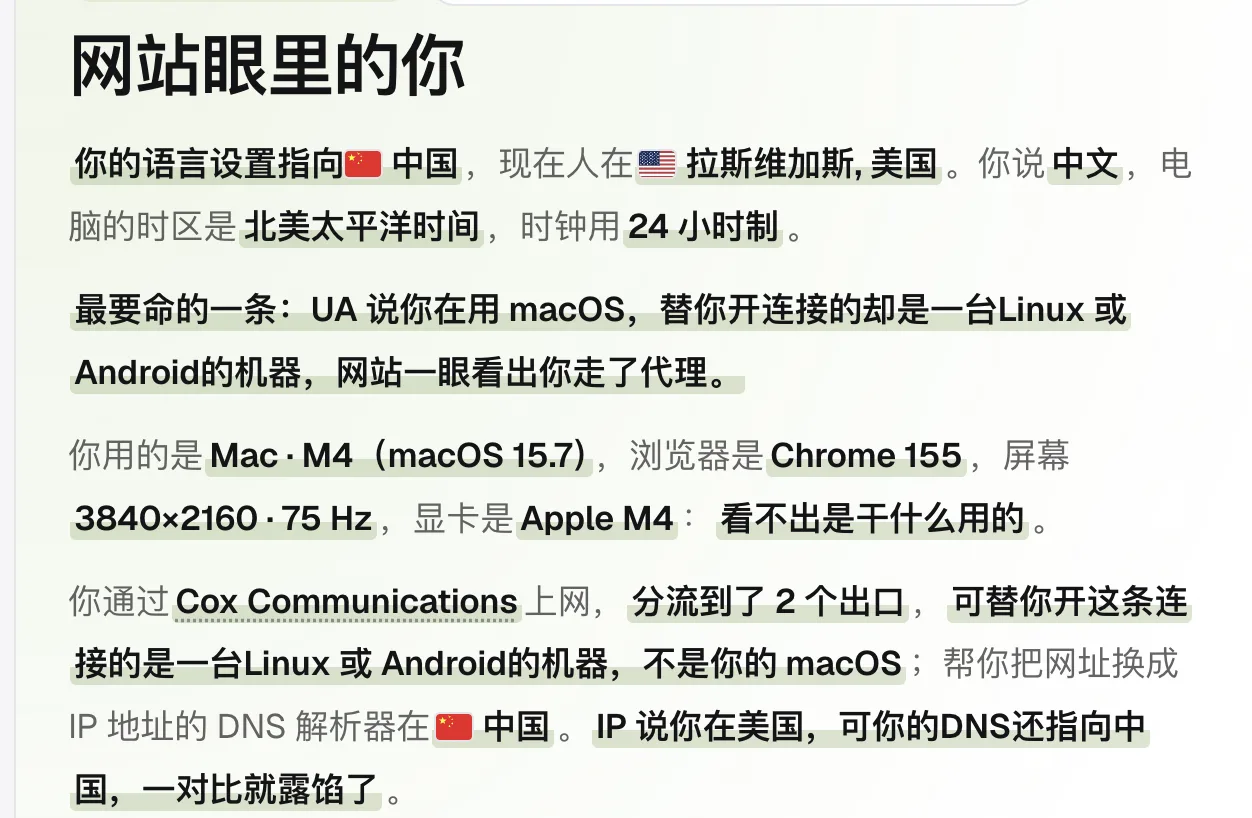 网站眼里的你
你的语言设置指向🇨🇳 中国，现在人在🇺🇸 拉斯维加斯, 美国。你说中文，电
脑的时区是北美太平洋时间，时钟用 24 小时制。
最要命的一条：UA 说你在用 macOS，替你开连接的却是一台Linux 或
Android的机器，网站一眼看出你走了代理。
你用的是 Mac · M4（macOS 15.7），浏览器是 Chrome 155，屏幕
3840×2160 · 75 Hz，显卡是 Apple M4：看不出是干什么用的。
你通过 Cox Communications 上网，分流到了 2 个出口，可替你开这条连
接的是一台Linux 或 Android的机器，不是你的 macOS；帮你把网址换成
IP 地址的 DNS 解析器在🇨🇳 中国。IP 说你在美国，可你的DNS还指向中
国，一对比就露馅了。